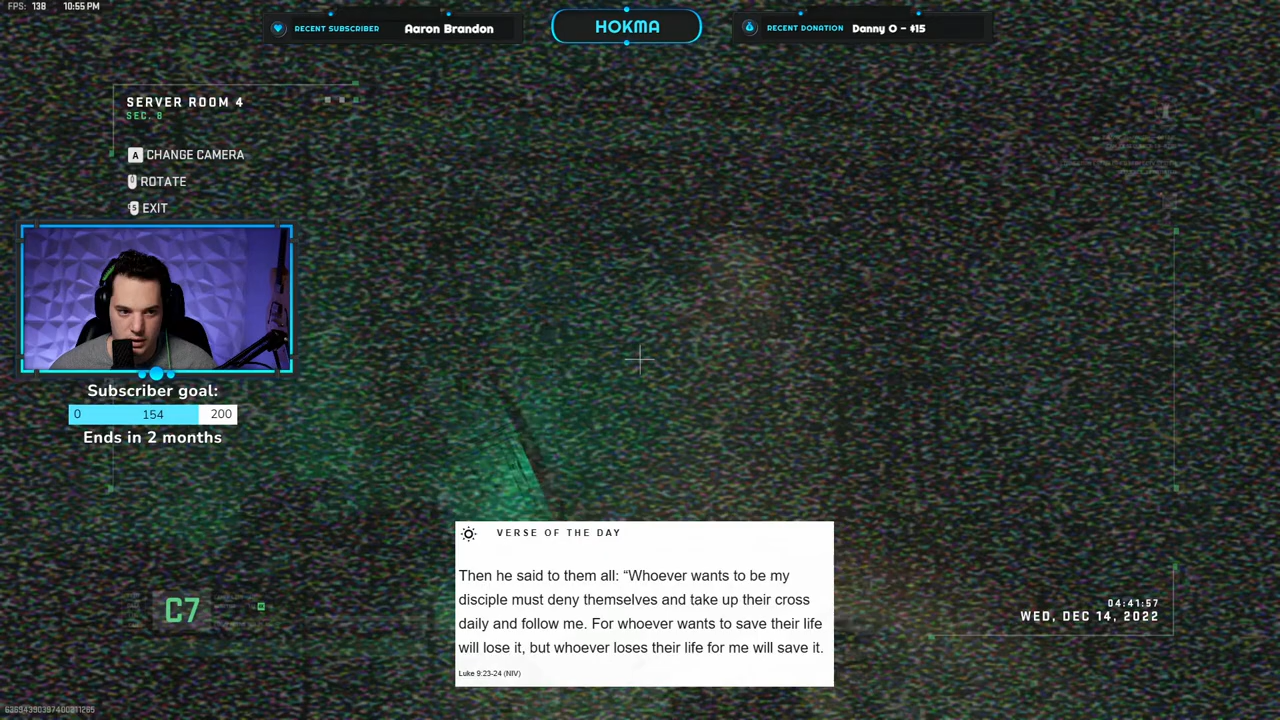 FPS: 138 10:55 PM
RECENT SUBSCRIBER Aaron Brandon
HOKMA
RECENT DONATION Danny O - $15
SERVER ROOM 4
SEC. 8
A CHANGE CAMERA
ROTATE
EXIT
Subscriber goal:
0 154 200
Ends in 2 months
VERSE OF THE DAY
Then he said to them all: “Whoever wants to be my
disciple must deny themselves and take up their cross
daily and follow me. For whoever wants to save their life
will lose it, but whoever loses their life for me will save it.
Luke 9:23-24 (NIV)
C7
04:41:57
WED, DEC 14, 2022